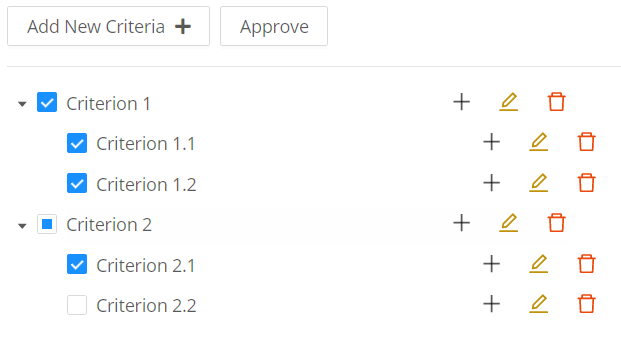 Add New Criteria Approve
Criterion 1
Criterion 1.1
Criterion 1.2
Criterion 2
Criterion 2.1
Criterion 2.2